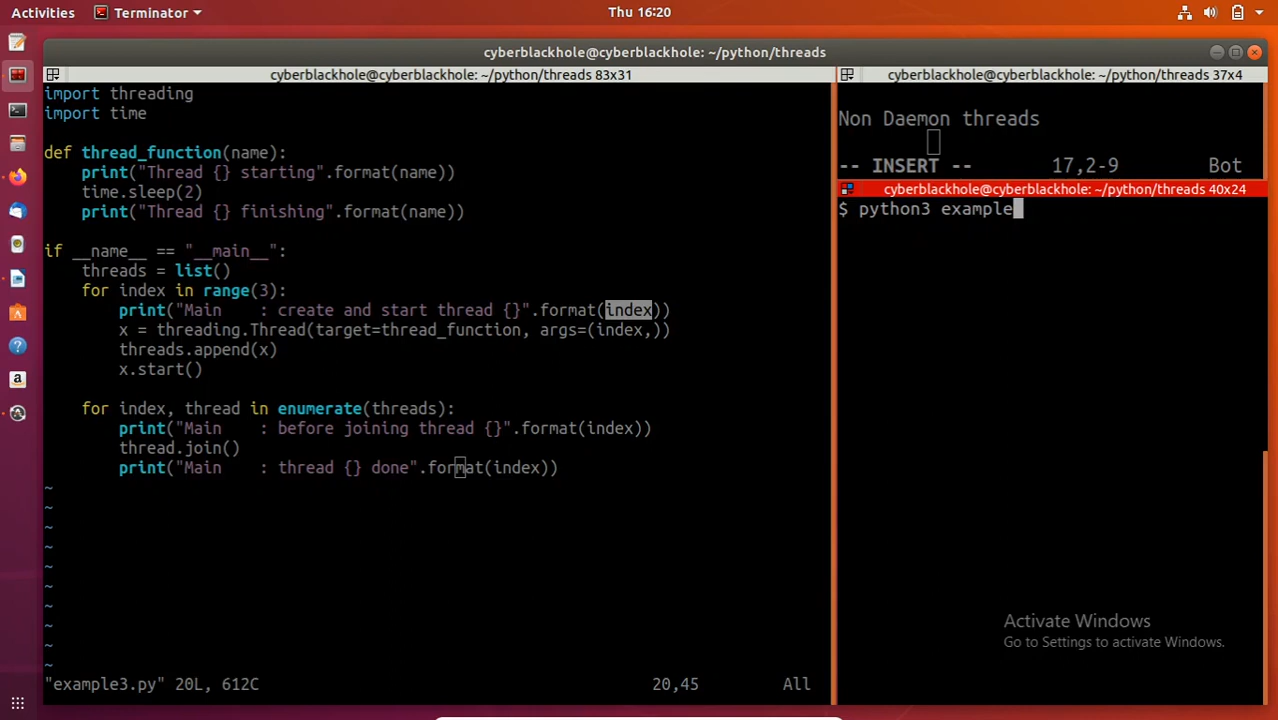 Activities Terminator Thu 16:20
cyberblackhole@cyberblackhole: ~/python/threads
cyberblackhole@cyberblackhole: ~/python/threads 83x31
import threading
import time
def thread_function(name):
    print("Thread {} starting".format(name))
    time.sleep(2)
    print("Thread {} finishing".format(name))
if __name__ == "__main__":
    threads = list()
    for index in range(3):
        print("Main    : create and start thread {}".format(index))
        x = threading.Thread(target=thread_function, args=(index,))
        threads.append(x)
        x.start()
    for index, thread in enumerate(threads):
        print("Main    : before joining thread {}".format(index))
        thread.join()
        print("Main    : thread {} done".format(index))
~
~
~
~
~
~
~
~
~
~
"example3.py" 20L, 612C 20,45 All
cyberblackhole@cyberblackhole: ~/python/threads 37x4
Non Daemon threads
-- INSERT -- 17,2-9 Bot
cyberblackhole@cyberblackhole: ~/python/threads 40x24
$ python3 example
Activate Windows
Go to Settings to activate Windows.